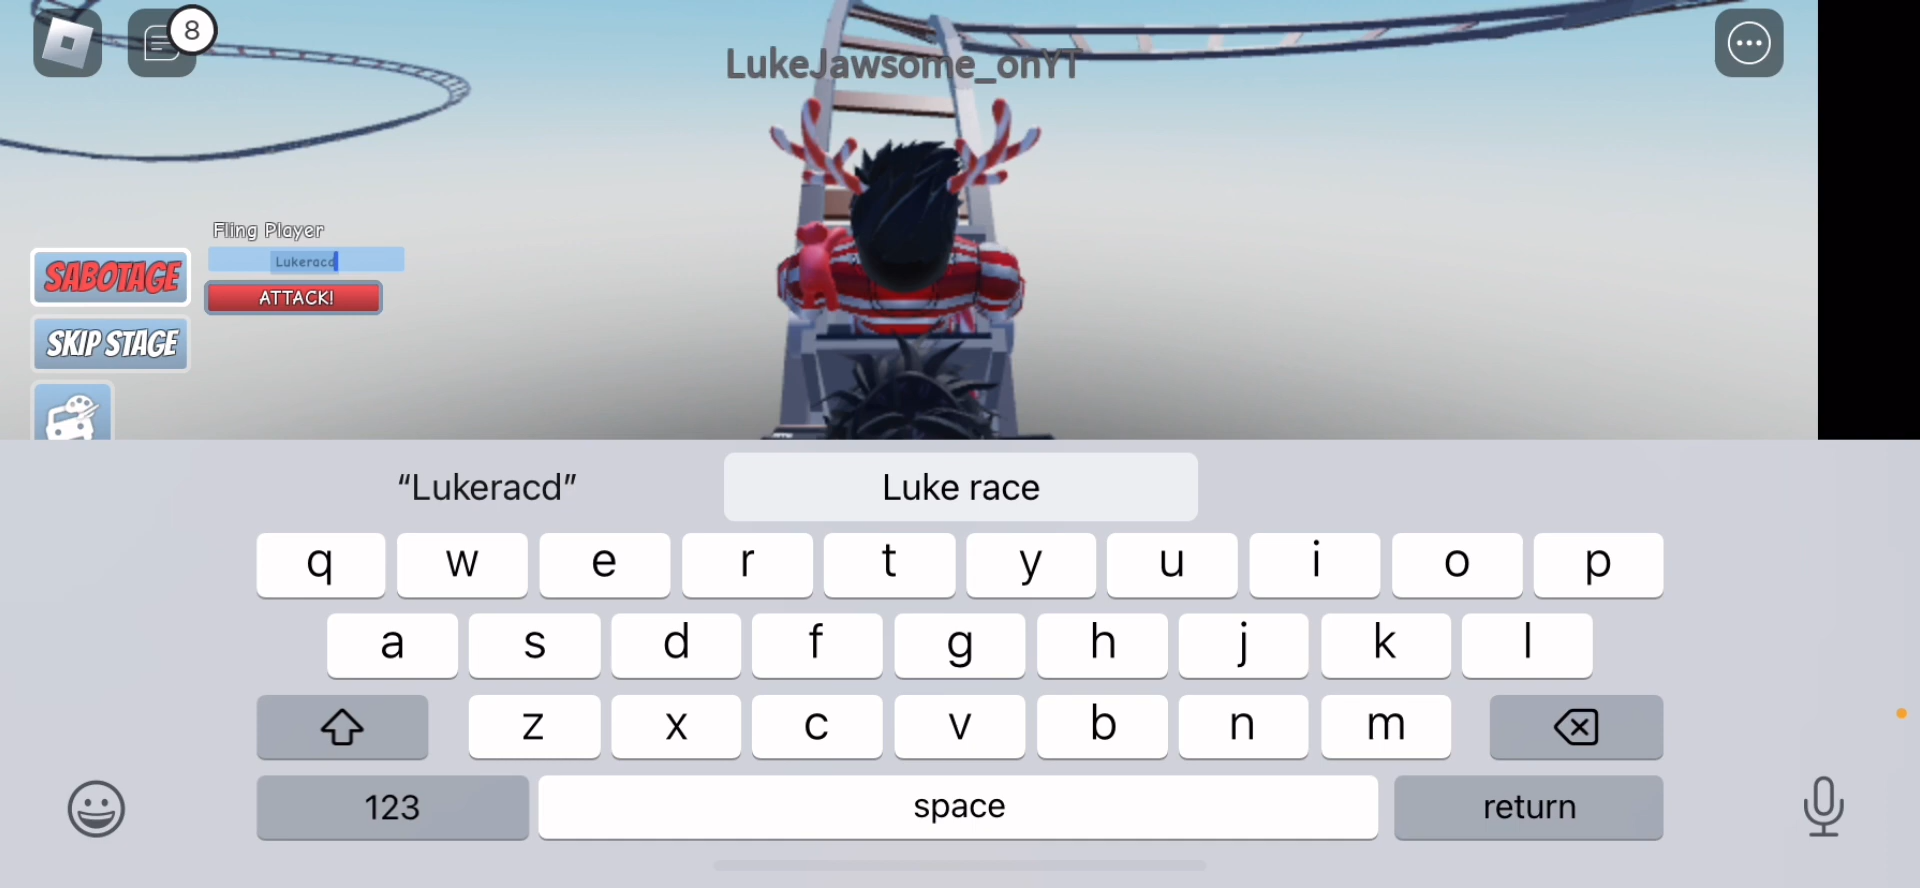 8
LukeJawsome_onYT
Fling Player
Lukeracd
SABOTAGE
ATTACK!
SKIP STAGE
“Lukeracd”
Luke race
q w e r t y u i o p
a s d f g h j k l
z x c v b n m
123 space return